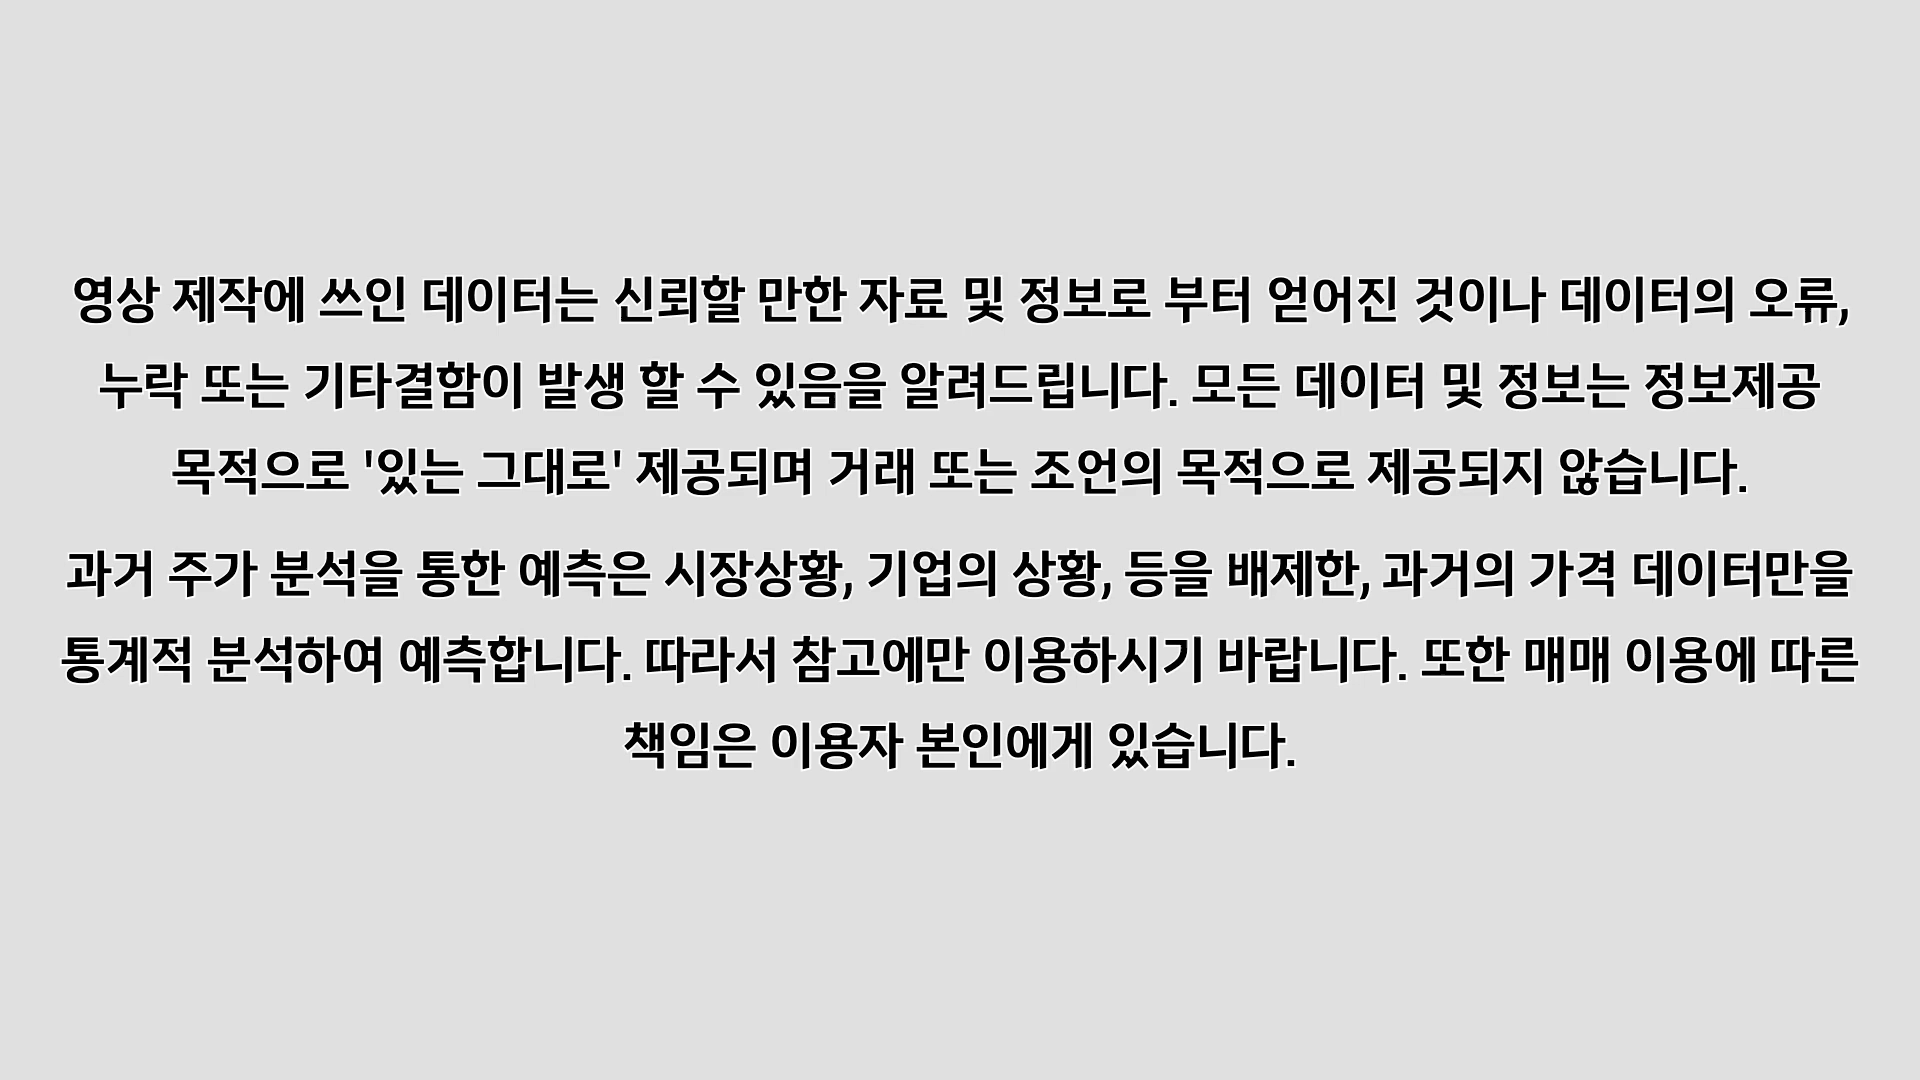 영상 제작에 쓰인 데이터는 신뢰할 만한 자료 및 정보로 부터 얻어진 것이나 데이터의 오류,
누락 또는 기타결함이 발생 할 수 있음을 알려드립니다. 모든 데이터 및 정보는 정보제공
목적으로 '있는 그대로' 제공되며 거래 또는 조언의 목적으로 제공되지 않습니다.
과거 주가 분석을 통한 예측은 시장상황, 기업의 상황, 등을 배제한, 과거의 가격 데이터만을
통계적 분석하여 예측합니다. 따라서 참고에만 이용하시기 바랍니다. 또한 매매 이용에 따른
책임은 이용자 본인에게 있습니다.